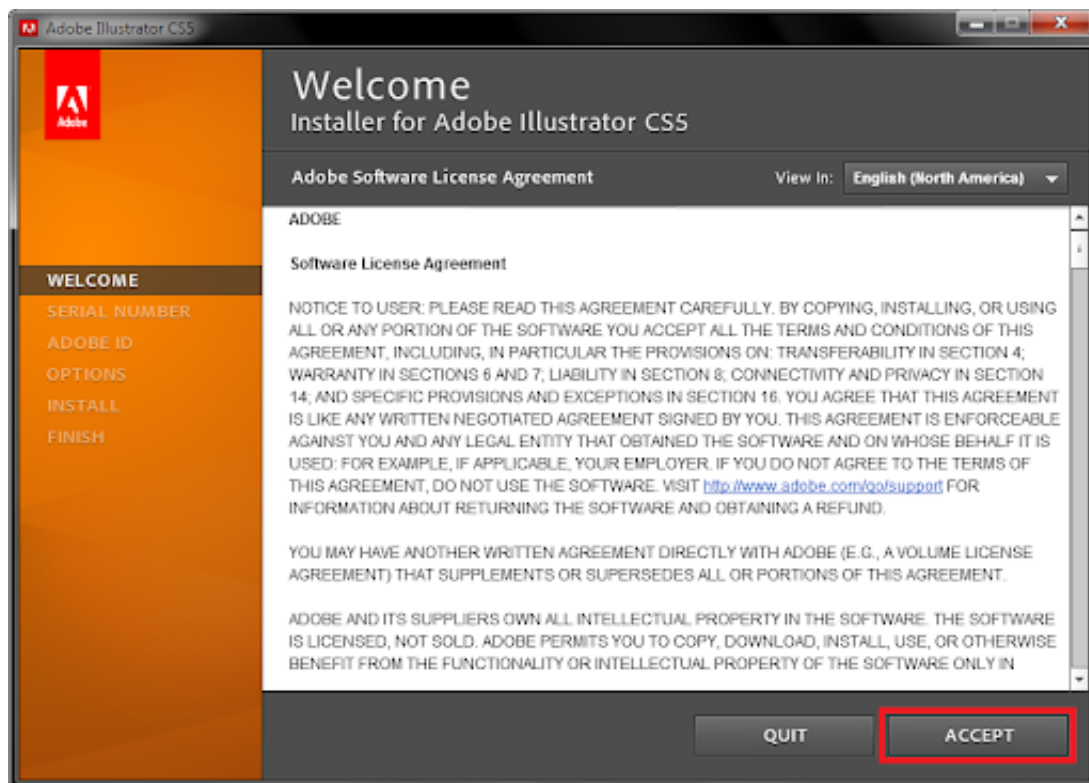 Adobe Illustrator CS5
Adobe
Welcome
Installer for Adobe Illustrator CS5
Adobe Software License Agreement
View In: English (North America)
WELCOME
SERIAL NUMBER
ADOBE ID
OPTIONS
INSTALL
FINISH
ADOBE
Software License Agreement
NOTICE TO USER: PLEASE READ THIS AGREEMENT CAREFULLY. BY COPYING, INSTALLING, OR USING
ALL OR ANY PORTION OF THE SOFTWARE YOU ACCEPT ALL THE TERMS AND CONDITIONS OF THIS
AGREEMENT, INCLUDING, IN PARTICULAR THE PROVISIONS ON: TRANSFERABILITY IN SECTION 4;
WARRANTY IN SECTIONS 6 AND 7; LIABILITY IN SECTION 8; CONNECTIVITY AND PRIVACY IN SECTION
14; AND SPECIFIC PROVISIONS AND EXCEPTIONS IN SECTION 16. YOU AGREE THAT THIS AGREEMENT
IS LIKE ANY WRITTEN NEGOTIATED AGREEMENT SIGNED BY YOU. THIS AGREEMENT IS ENFORCEABLE
AGAINST YOU AND ANY LEGAL ENTITY THAT OBTAINED THE SOFTWARE AND ON WHOSE BEHALF IT IS
USED: FOR EXAMPLE, IF APPLICABLE, YOUR EMPLOYER. IF YOU DO NOT AGREE TO THE TERMS OF
THIS AGREEMENT, DO NOT USE THE SOFTWARE. VISIT http://www.adobe.com/go/support FOR
INFORMATION ABOUT RETURNING THE SOFTWARE AND OBTAINING A REFUND.
YOU MAY HAVE ANOTHER WRITTEN AGREEMENT DIRECTLY WITH ADOBE (E.G., A VOLUME LICENSE
AGREEMENT) THAT SUPPLEMENTS OR SUPERSEDES ALL OR PORTIONS OF THIS AGREEMENT.
ADOBE AND ITS SUPPLIERS OWN ALL INTELLECTUAL PROPERTY IN THE SOFTWARE. THE SOFTWARE
IS LICENSED, NOT SOLD. ADOBE PERMITS YOU TO COPY, DOWNLOAD, INSTALL, USE, OR OTHERWISE
BENEFIT FROM THE FUNCTIONALITY OR INTELLECTUAL PROPERTY OF THE SOFTWARE ONLY IN
QUIT
ACCEPT